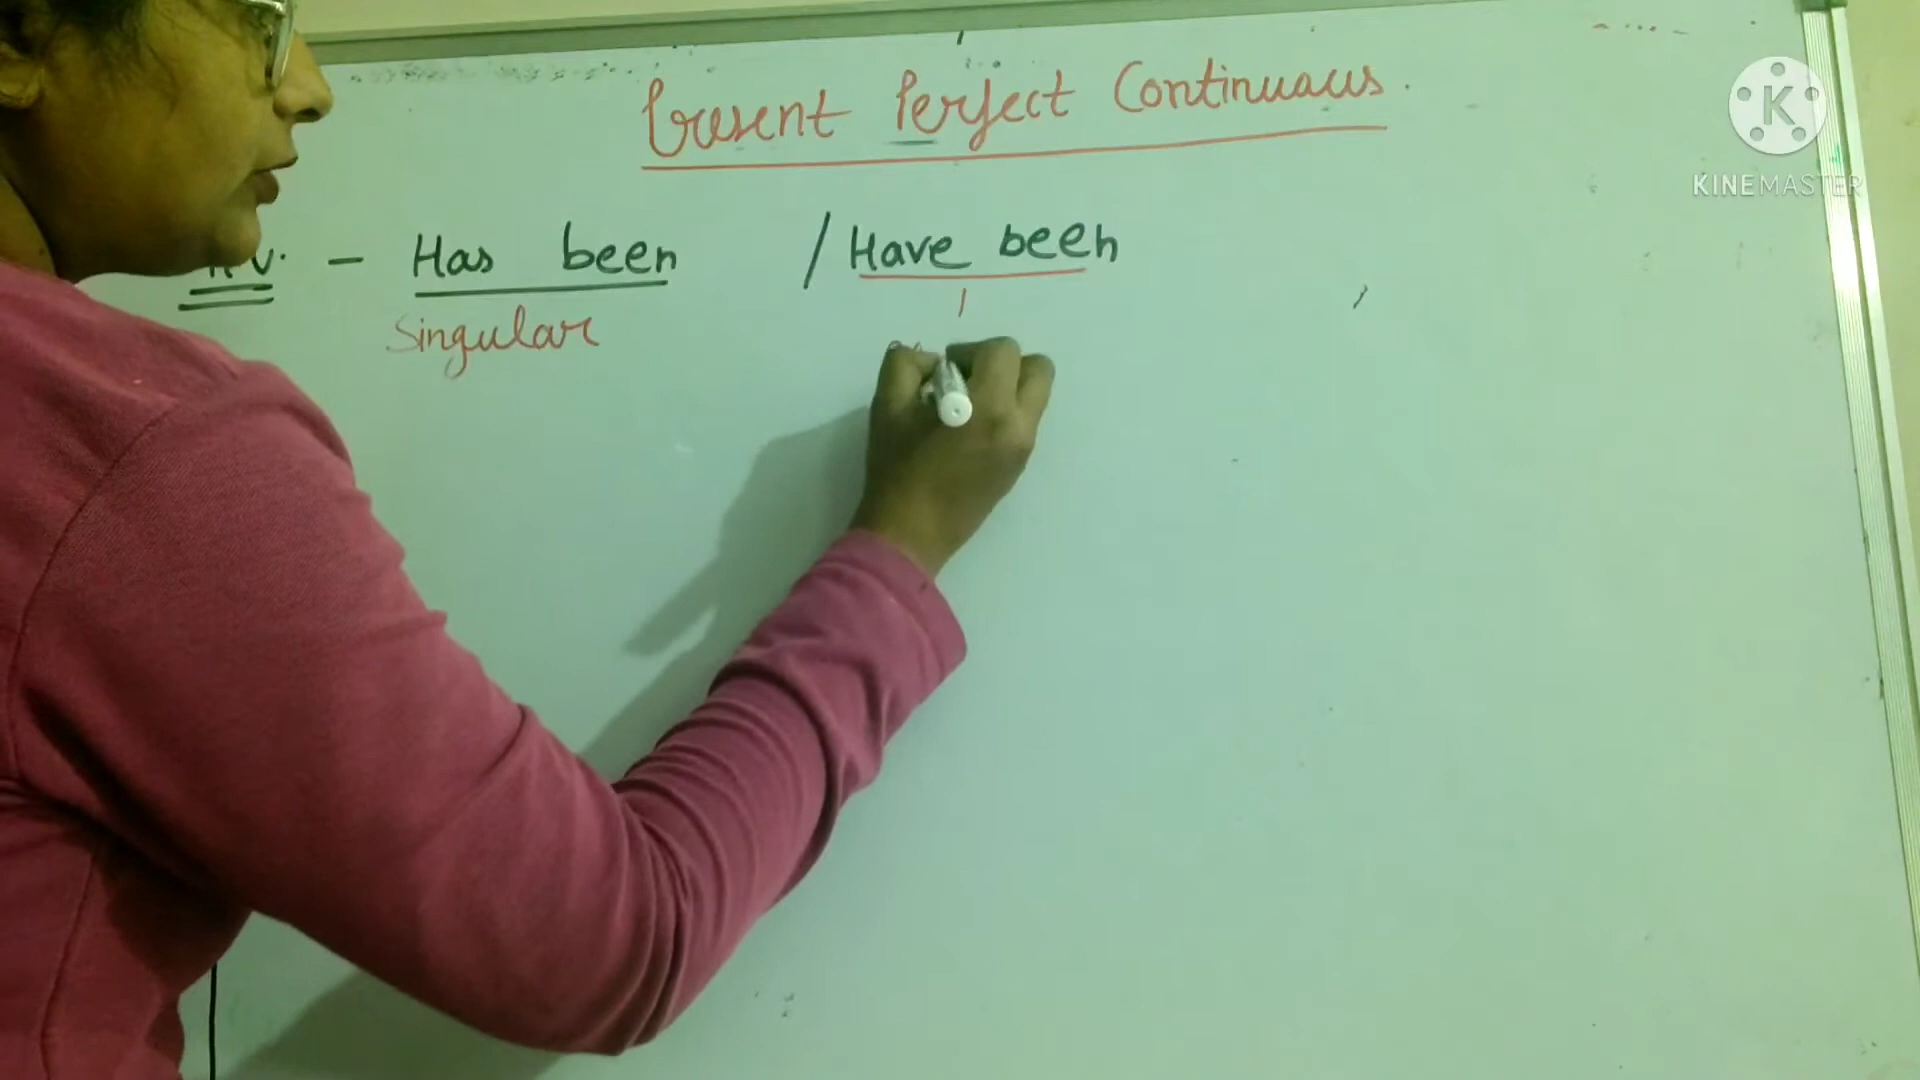 Present Perfect Continuous.
K
KINEMASTER
H.V. - Has been / Have been
Singular